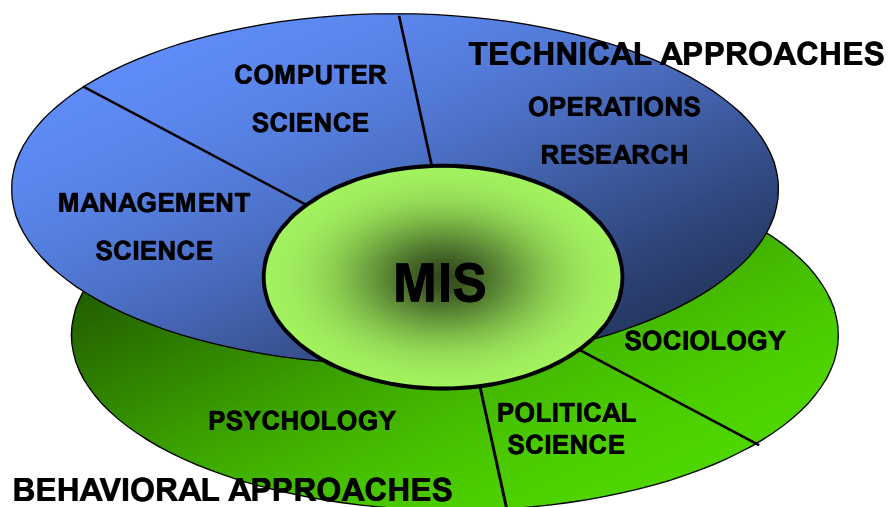 TECHNICAL APPROACHES
COMPUTER
SCIENCE
OPERATIONS
RESEARCH
MANAGEMENT
SCIENCE
MIS
SOCIOLOGY
PSYCHOLOGY
POLITICAL
SCIENCE
BEHAVIORAL APPROACHES